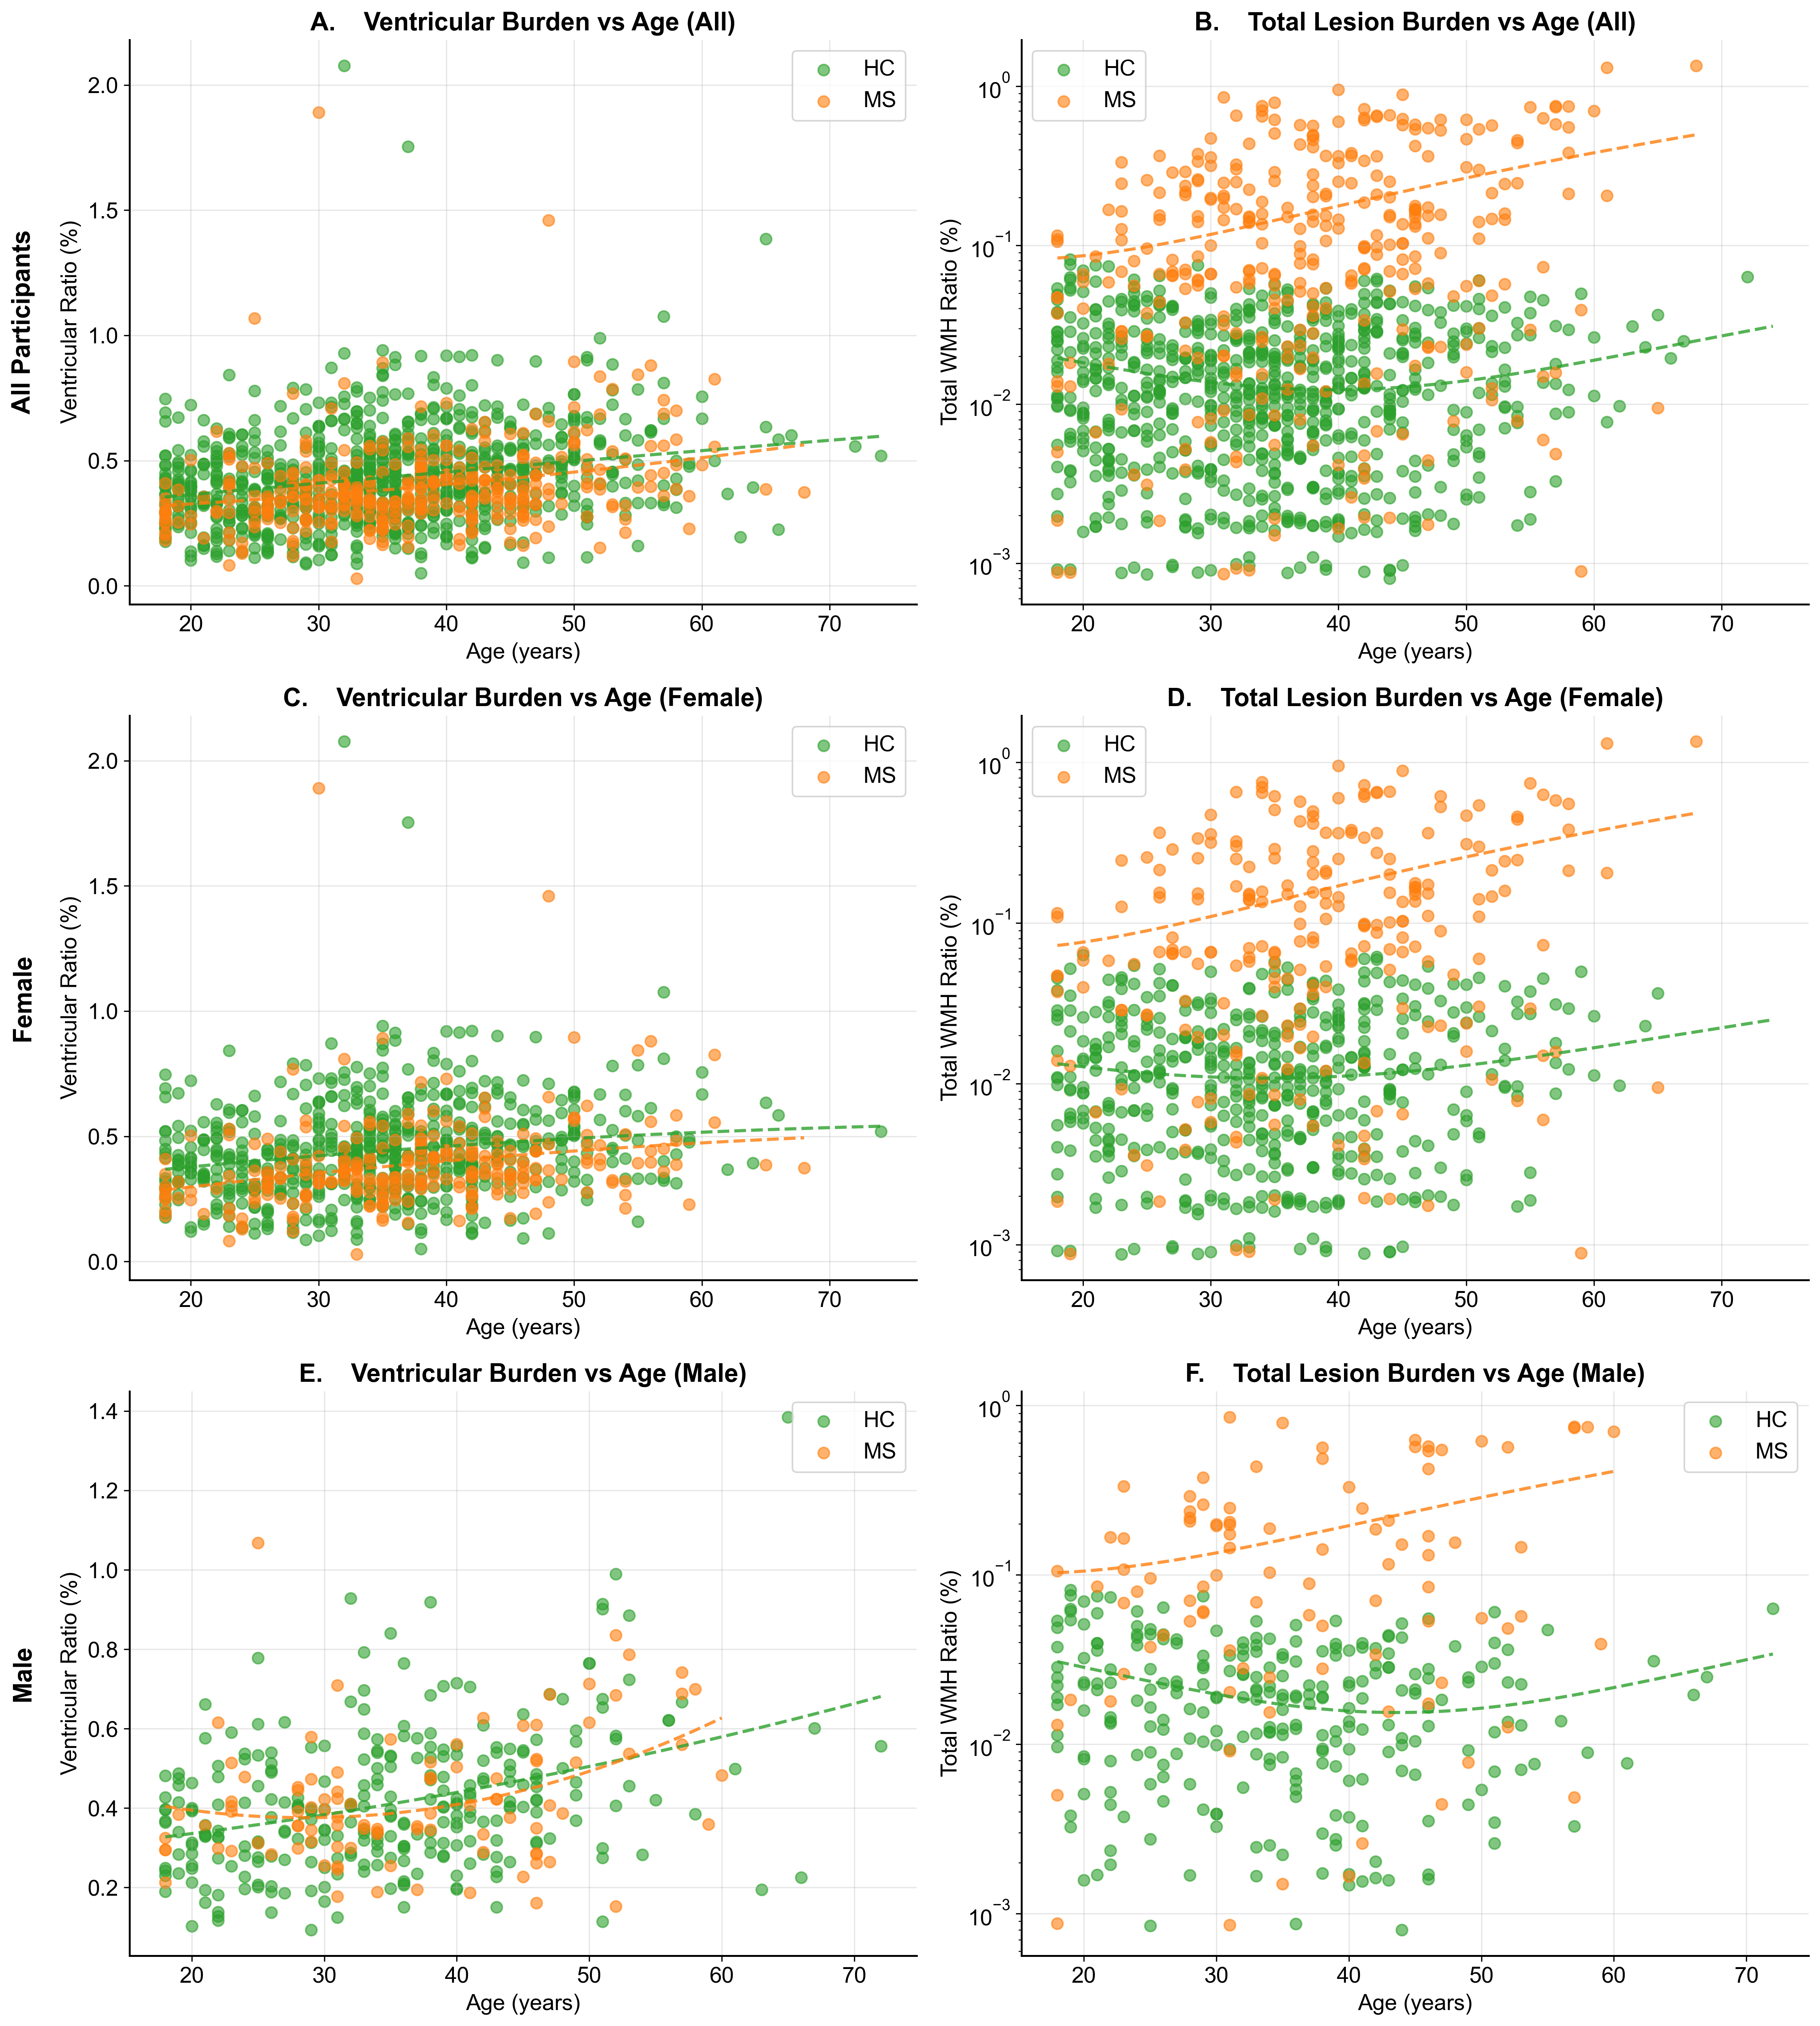 A. Ventricular Burden vs Age (All)
HC
MS
2.0
1.5
1.0
0.5
0.0
20 30 40 50 60 70
Age (years)
Ventricular Ratio (%)
All Participants
B. Total Lesion Burden vs Age (All)
HC
MS
10⁰
10⁻¹
10⁻²
10⁻³
20 30 40 50 60 70
Age (years)
Total WMH Ratio (%)
C. Ventricular Burden vs Age (Female)
HC
MS
2.0
1.5
1.0
0.5
0.0
20 30 40 50 60 70
Age (years)
Ventricular Ratio (%)
Female
D. Total Lesion Burden vs Age (Female)
HC
MS
10⁰
10⁻¹
10⁻²
10⁻³
20 30 40 50 60 70
Age (years)
Total WMH Ratio (%)
E. Ventricular Burden vs Age (Male)
HC
MS
1.4
1.2
1.0
0.8
0.6
0.4
0.2
20 30 40 50 60 70
Age (years)
Ventricular Ratio (%)
Male
F. Total Lesion Burden vs Age (Male)
HC
MS
10⁰
10⁻¹
10⁻²
10⁻³
20 30 40 50 60 70
Age (years)
Total WMH Ratio (%)